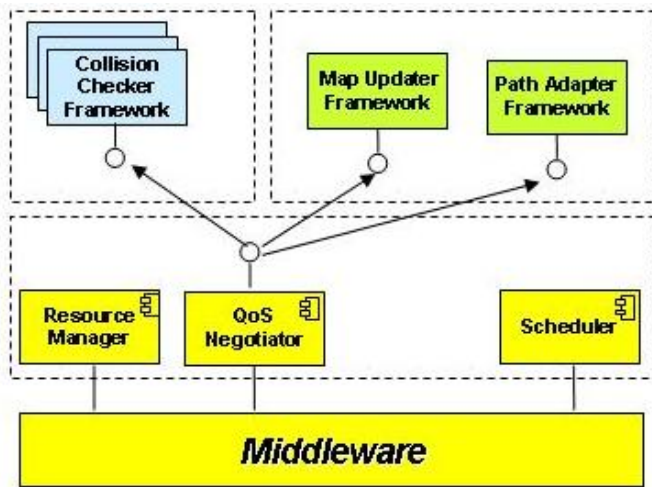 Collision
Checker
Framework
Map Updater
Framework
Path Adapter
Framework
Resource
Manager
QoS
Negotiator
Scheduler
Middleware